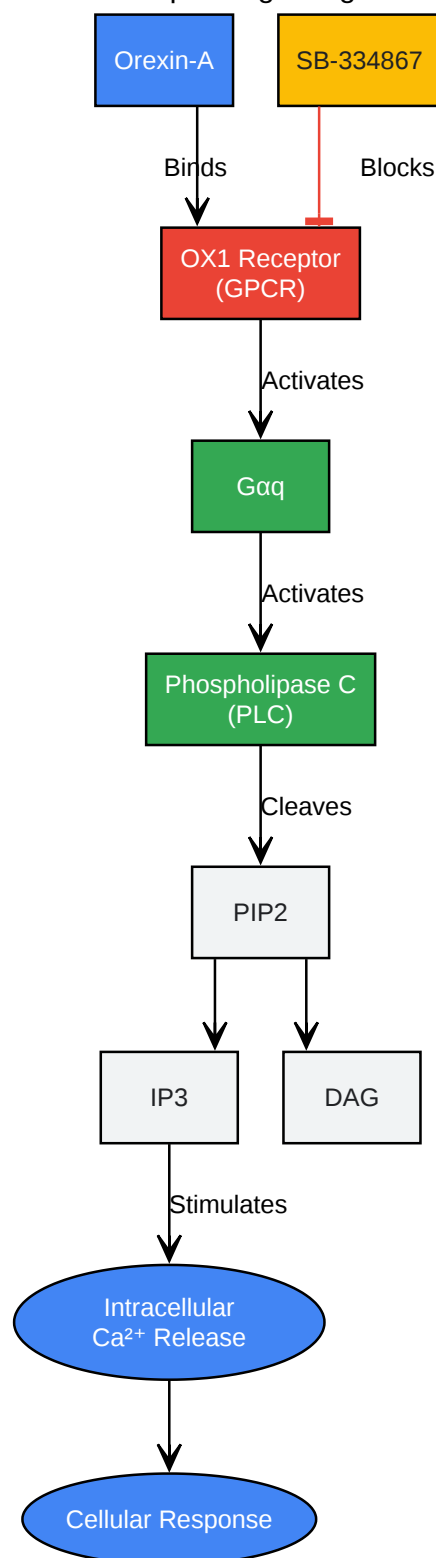 Orexin-A
SB-334867
Binds
Blocks
OX1 Receptor
(GPCR)
Activates
Gαq
Activates
Phospholipase C
(PLC)
Cleaves
PIP2
IP3
DAG
Stimulates
Intracellular
Ca²⁺ Release
Cellular Response